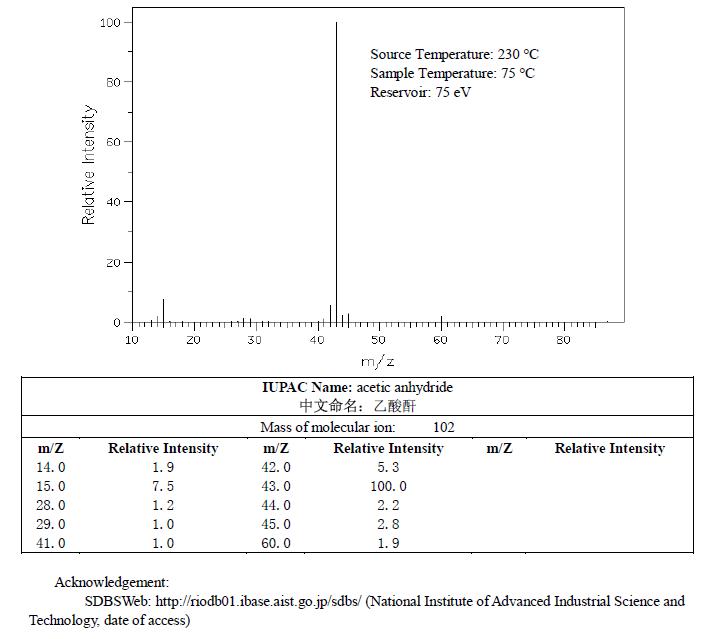 100
80
60
40
20
0
Relative Intensity
Source Temperature: 230 °C
Sample Temperature: 75 °C
Reservoir: 75 eV
10 20 30 40 50 60 70 80
m/z
IUPAC Name: acetic anhydride
中文命名：乙酸酐
Mass of molecular ion: 102
m/Z Relative Intensity m/Z Relative Intensity m/Z Relative Intensity
14.0 1.9 42.0 5.3
15.0 7.5 43.0 100.0
28.0 1.2 44.0 2.2
29.0 1.0 45.0 2.8
41.0 1.0 60.0 1.9
Acknowledgement:
SDBSWeb: http://riodb01.ibase.aist.go.jp/sdbs/ (National Institute of Advanced Industrial Science and
Technology, date of access)